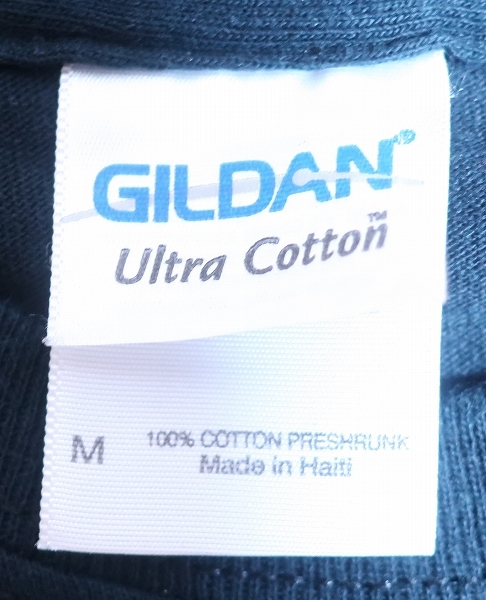 GILDAN®
Ultra Cotton™
M
100% COTTON PRESHRUNK
Made in Haiti